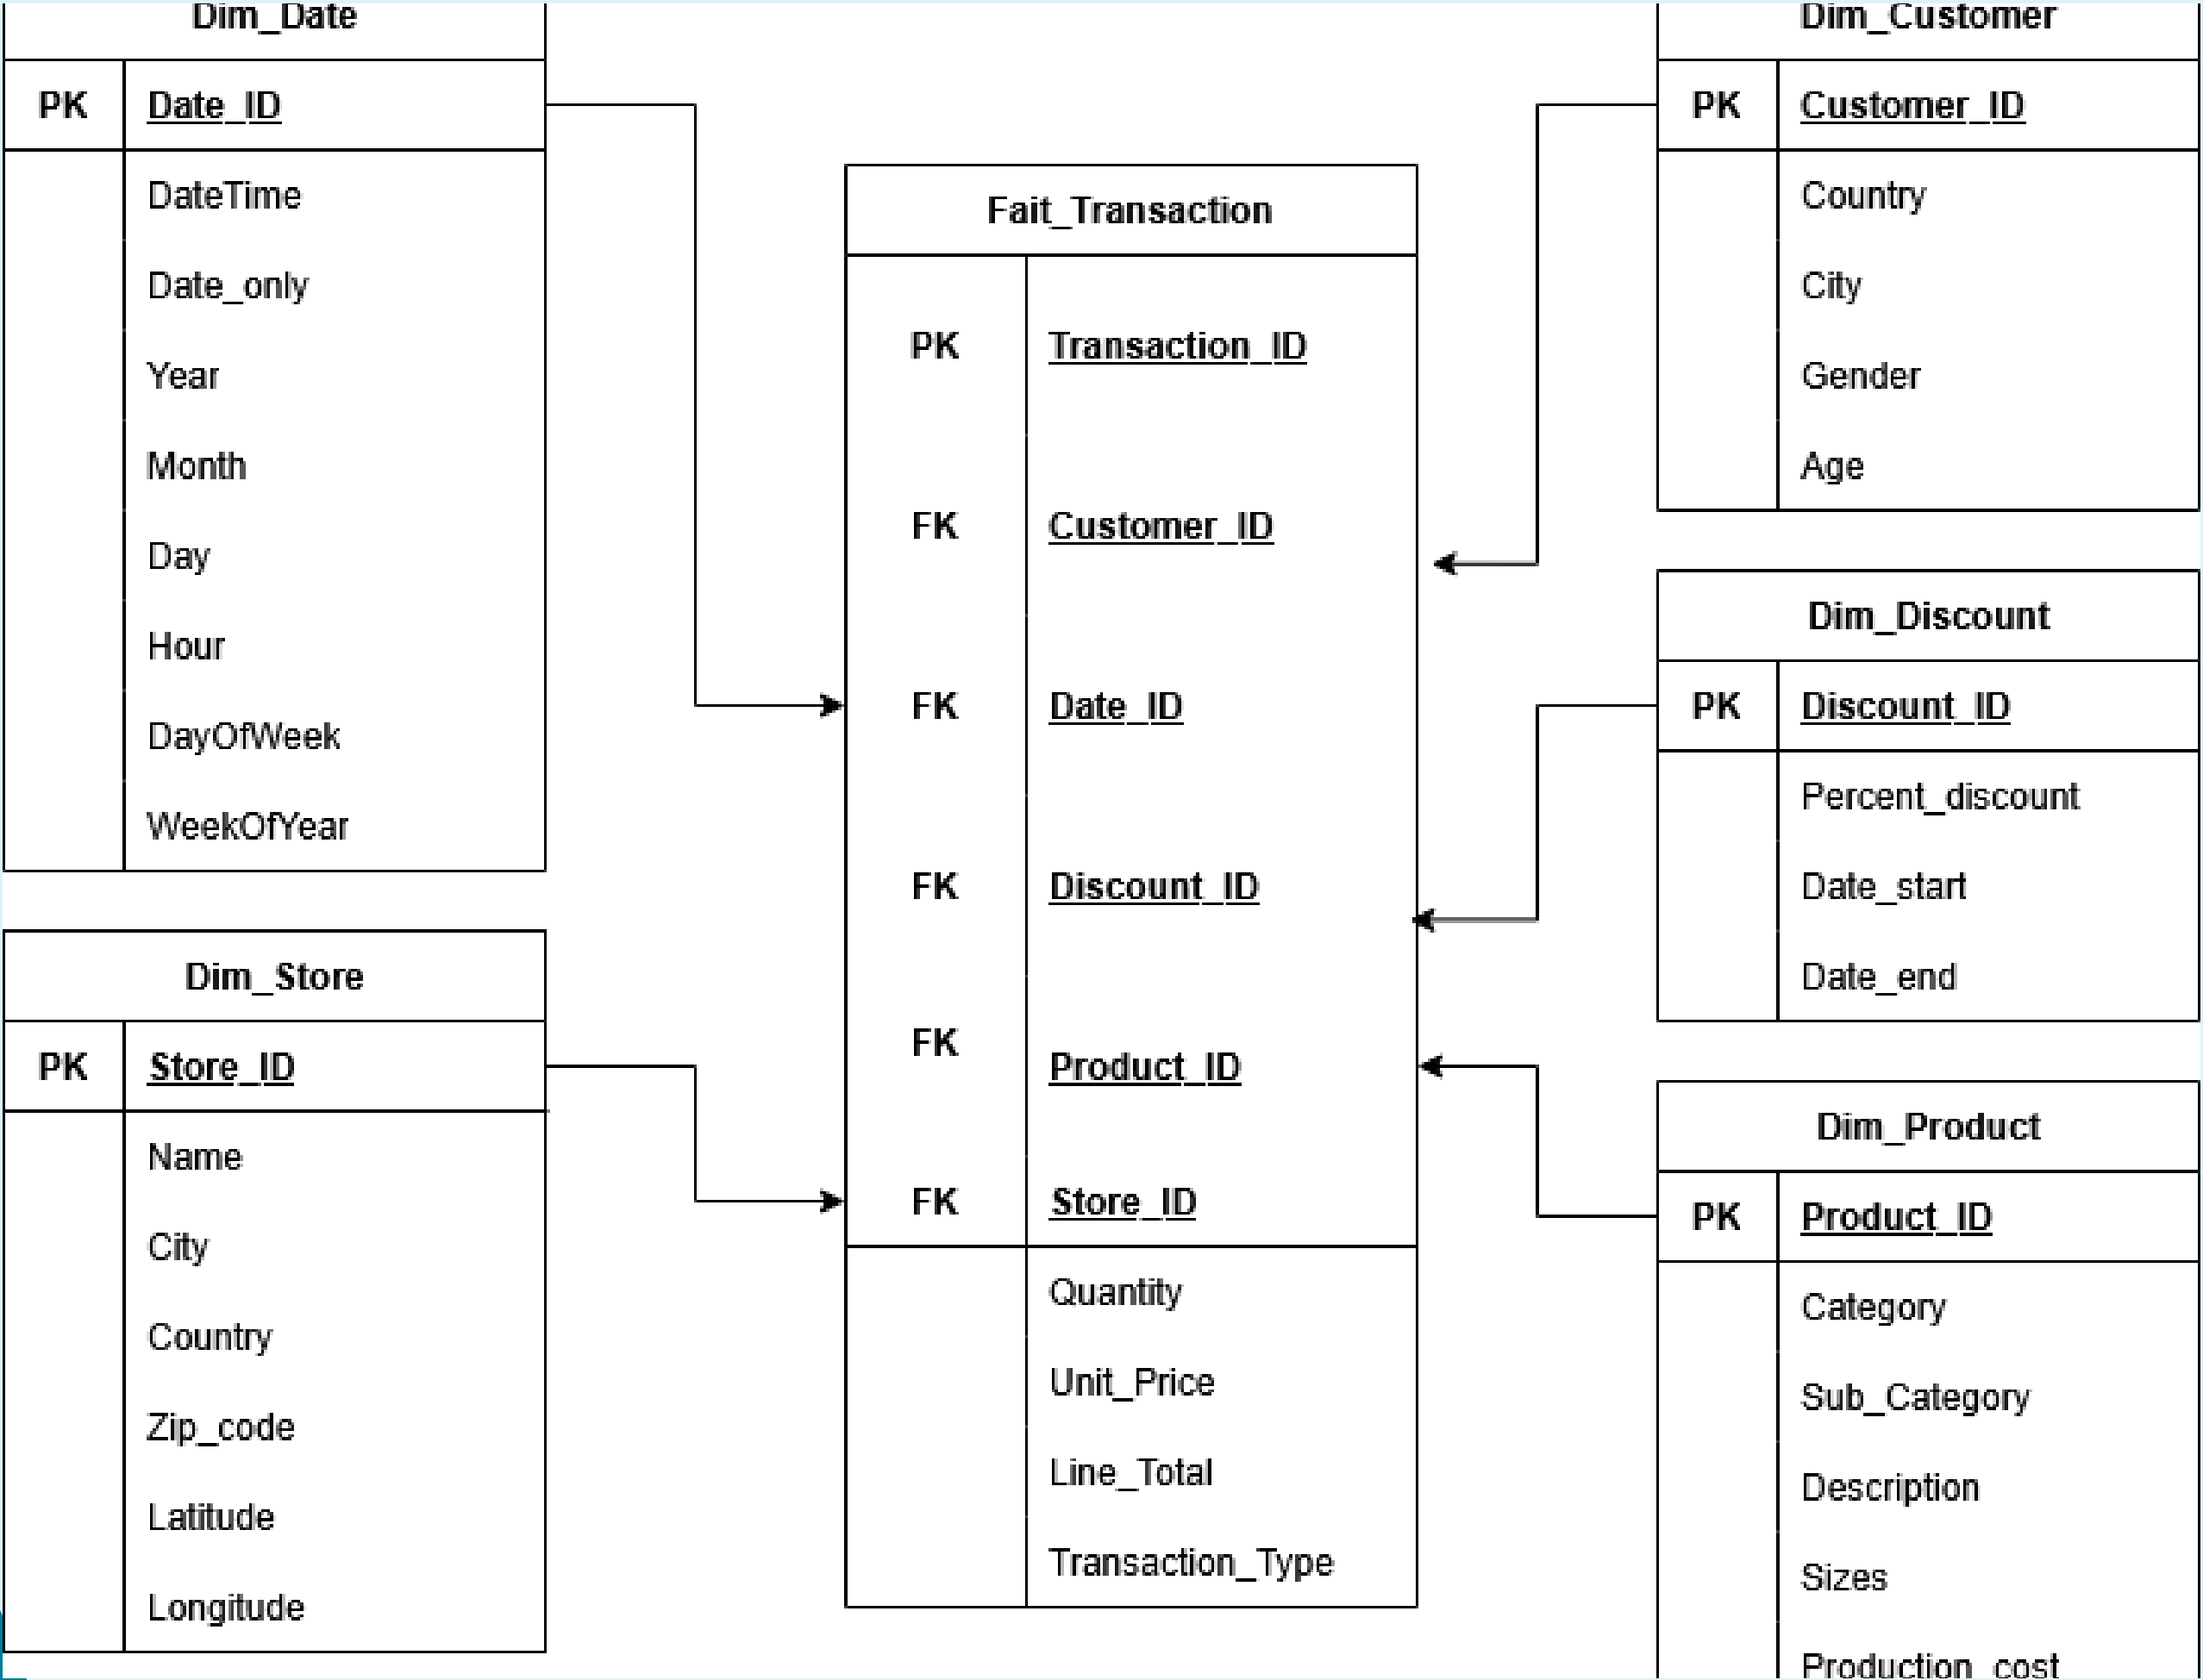 Dim_Date
PK Date_ID
DateTime
Date_only
Year
Month
Day
Hour
DayOfWeek
WeekOfYear
Dim_Store
PK Store_ID
Name
City
Country
Zip_code
Latitude
Longitude
Fait_Transaction
PK Transaction_ID
FK Customer_ID
FK Date_ID
FK Discount_ID
FK Product_ID
FK Store_ID
Quantity
Unit_Price
Line_Total
Transaction_Type
Dim_Customer
PK Customer_ID
Country
City
Gender
Age
Dim_Discount
PK Discount_ID
Percent_discount
Date_start
Date_end
Dim_Product
PK Product_ID
Category
Sub_Category
Description
Sizes
Production_cost